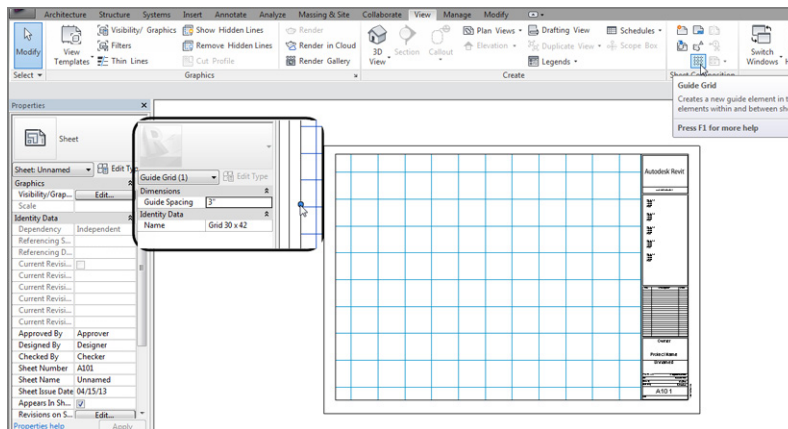 Architecture Structure Systems Insert Annotate Analyze Massing & Site Collaborate View Manage Modify
Modify
View Templates
Visibility/ Graphics
Filters
Thin Lines
Show Hidden Lines
Remove Hidden Lines
Cut Profile
Render
Render in Cloud
Render Gallery
3D View
Section
Callout
Plan Views
Elevation
Drafting View
Duplicate View
Legends
Schedules
Scope Box
Switch Windows
Select
Graphics
Create
Sheet Composition
Guide Grid
Creates a new guide element in t
elements within and between sh
Press F1 for more help
Properties
Sheet
Sheet: Unnamed
Edit Ty
Graphics
Visibility/Grap... Edit...
Scale
Identity Data
Dependency Independent
Referencing S...
Referencing D...
Current Revisi...
Current Revisi...
Current Revisi...
Current Revisi...
Current Revisi...
Approved By Approver
Designed By Designer
Checked By Checker
Sheet Number A101
Sheet Name Unnamed
Sheet Issue Date 04/15/13
Appears In Sh...
Revisions on S... Edit...
Properties help Apply
Guide Grid (1)
Edit Type
Dimensions
Guide Spacing 3"
Identity Data
Name Grid 30 x 42
Autodesk Revit
Owner
Project Name
Unnamed
A101